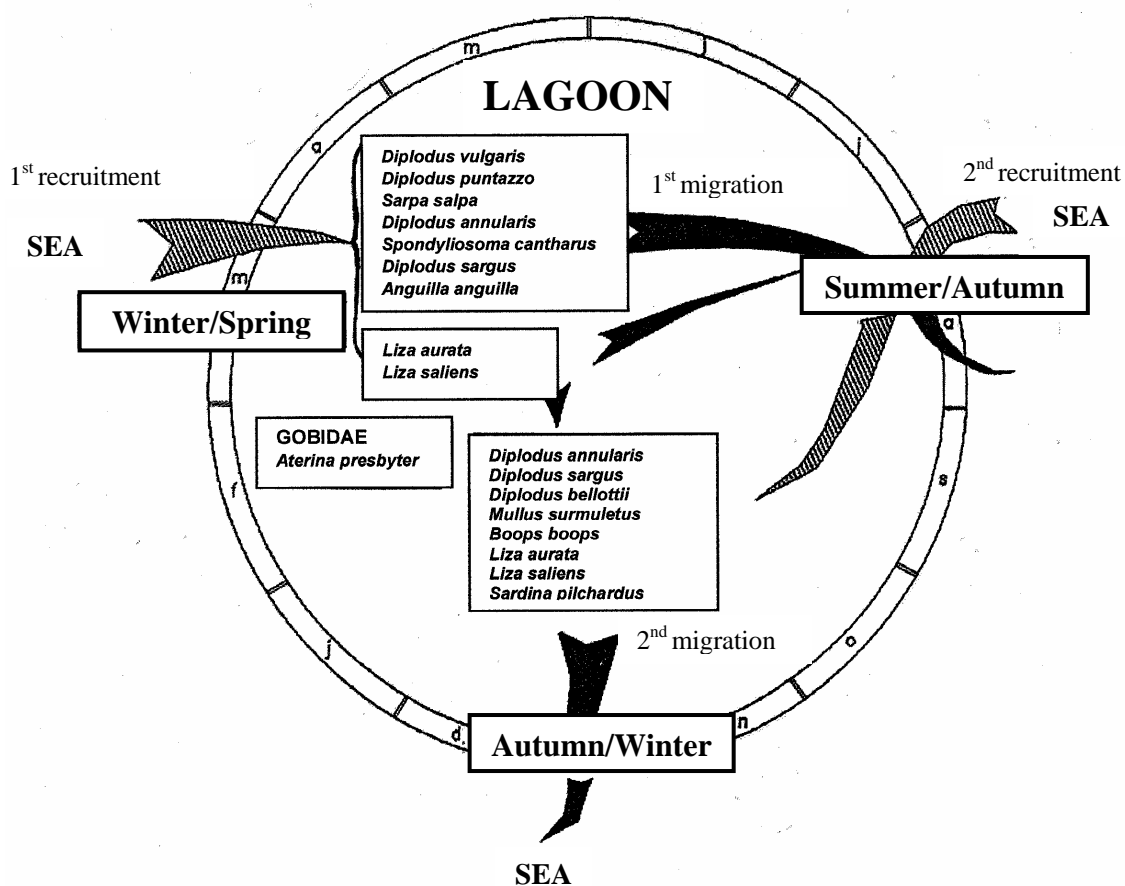 m
j
LAGOON
a
j
1st recruitment
SEA
Diplodus vulgaris
Diplodus puntazzo
Sarpa salpa
Diplodus annularis
Spondyliosoma cantharus
Diplodus sargus
Anguilla anguilla
1st migration
2nd recruitment
SEA
m
Winter/Spring
Summer/Autumn
a
Liza aurata
Liza saliens
GOBIDAE
Aterina presbyter
f
Diplodus annularis
Diplodus sargus
Diplodus bellottii
Mullus surmuletus
Boops boops
Liza aurata
Liza saliens
Sardina pilchardus
s
j
2nd migration
o
d.
Autumn/Winter
n
SEA